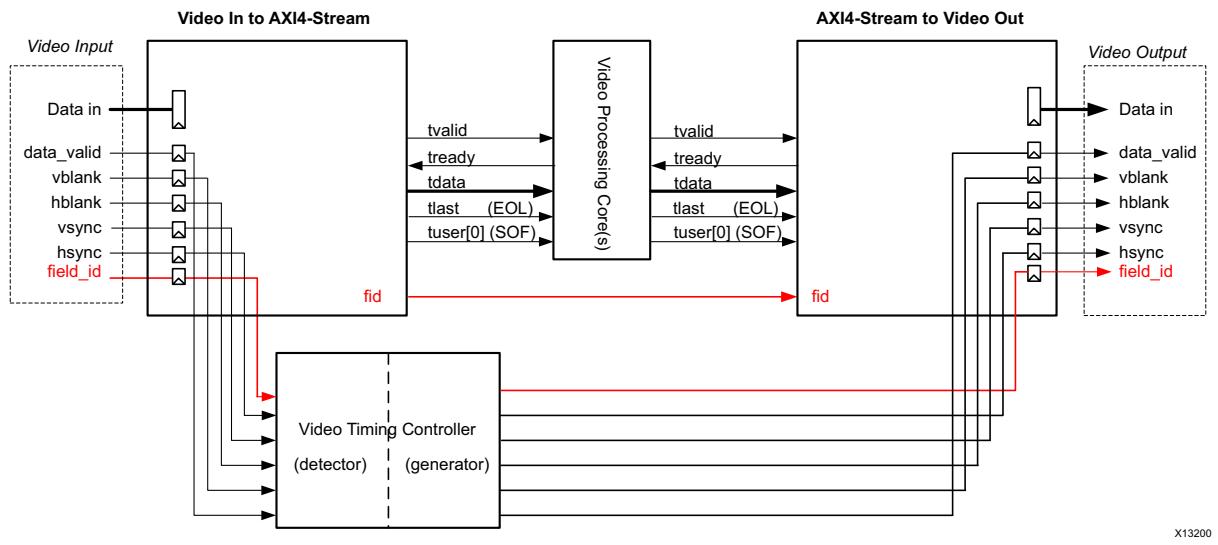 Video In to AXI4-Stream
AXI4-Stream to Video Out
Video Input
Video Output
Data in
data_valid
vblank
hblank
vsync
hsync
field_id
tvalid
tready
tdata
tlast (EOL)
tuser[0] (SOF)
fid
Video Processing Core(s)
tvalid
tready
tdata
tlast (EOL)
tuser[0] (SOF)
fid
Data in
data_valid
vblank
hblank
vsync
hsync
field_id
Video Timing Controller
(detector) (generator)
X13200